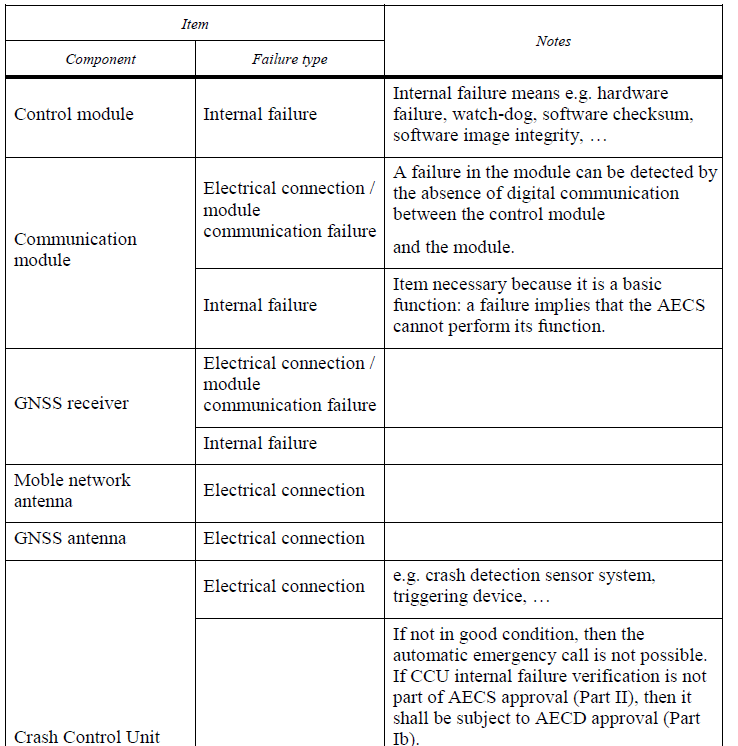 Item
Notes
Component
Failure type
Control module
Internal failure
Internal failure means e.g. hardware
failure, watch-dog, software checksum,
software image integrity, …
Communication
module
Electrical connection /
module
communication failure
A failure in the module can be detected by
the absence of digital communication
between the control module
and the module.
Internal failure
Item necessary because it is a basic
function: a failure implies that the AECS
cannot perform its function.
GNSS receiver
Electrical connection /
module
communication failure
Internal failure
Moble network
antenna
Electrical connection
GNSS antenna
Electrical connection
Crash Control Unit
Electrical connection
e.g. crash detection sensor system,
triggering device, …
If not in good condition, then the
automatic emergency call is not possible.
If CCU internal failure verification is not
part of AECS approval (Part II), then it
shall be subject to AECD approval (Part
Ib).